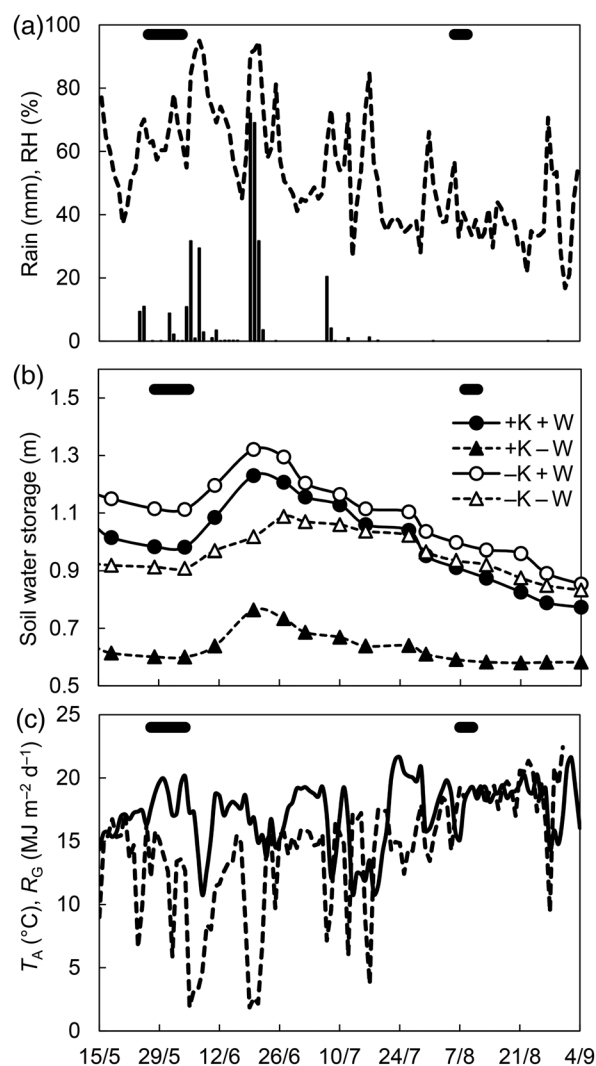 (a)
100
80
60
40
20
0
Rain (mm), RH (%)
(b)
1.5
1.3
1.1
0.9
0.7
0.5
Soil water storage (m)
+K + W
+K – W
–K + W
–K – W
(c)
25
20
15
10
5
0
TA (°C), RG (MJ m–2 d–1)
15/5 29/5 12/6 26/6 10/7 24/7 7/8 21/8 4/9